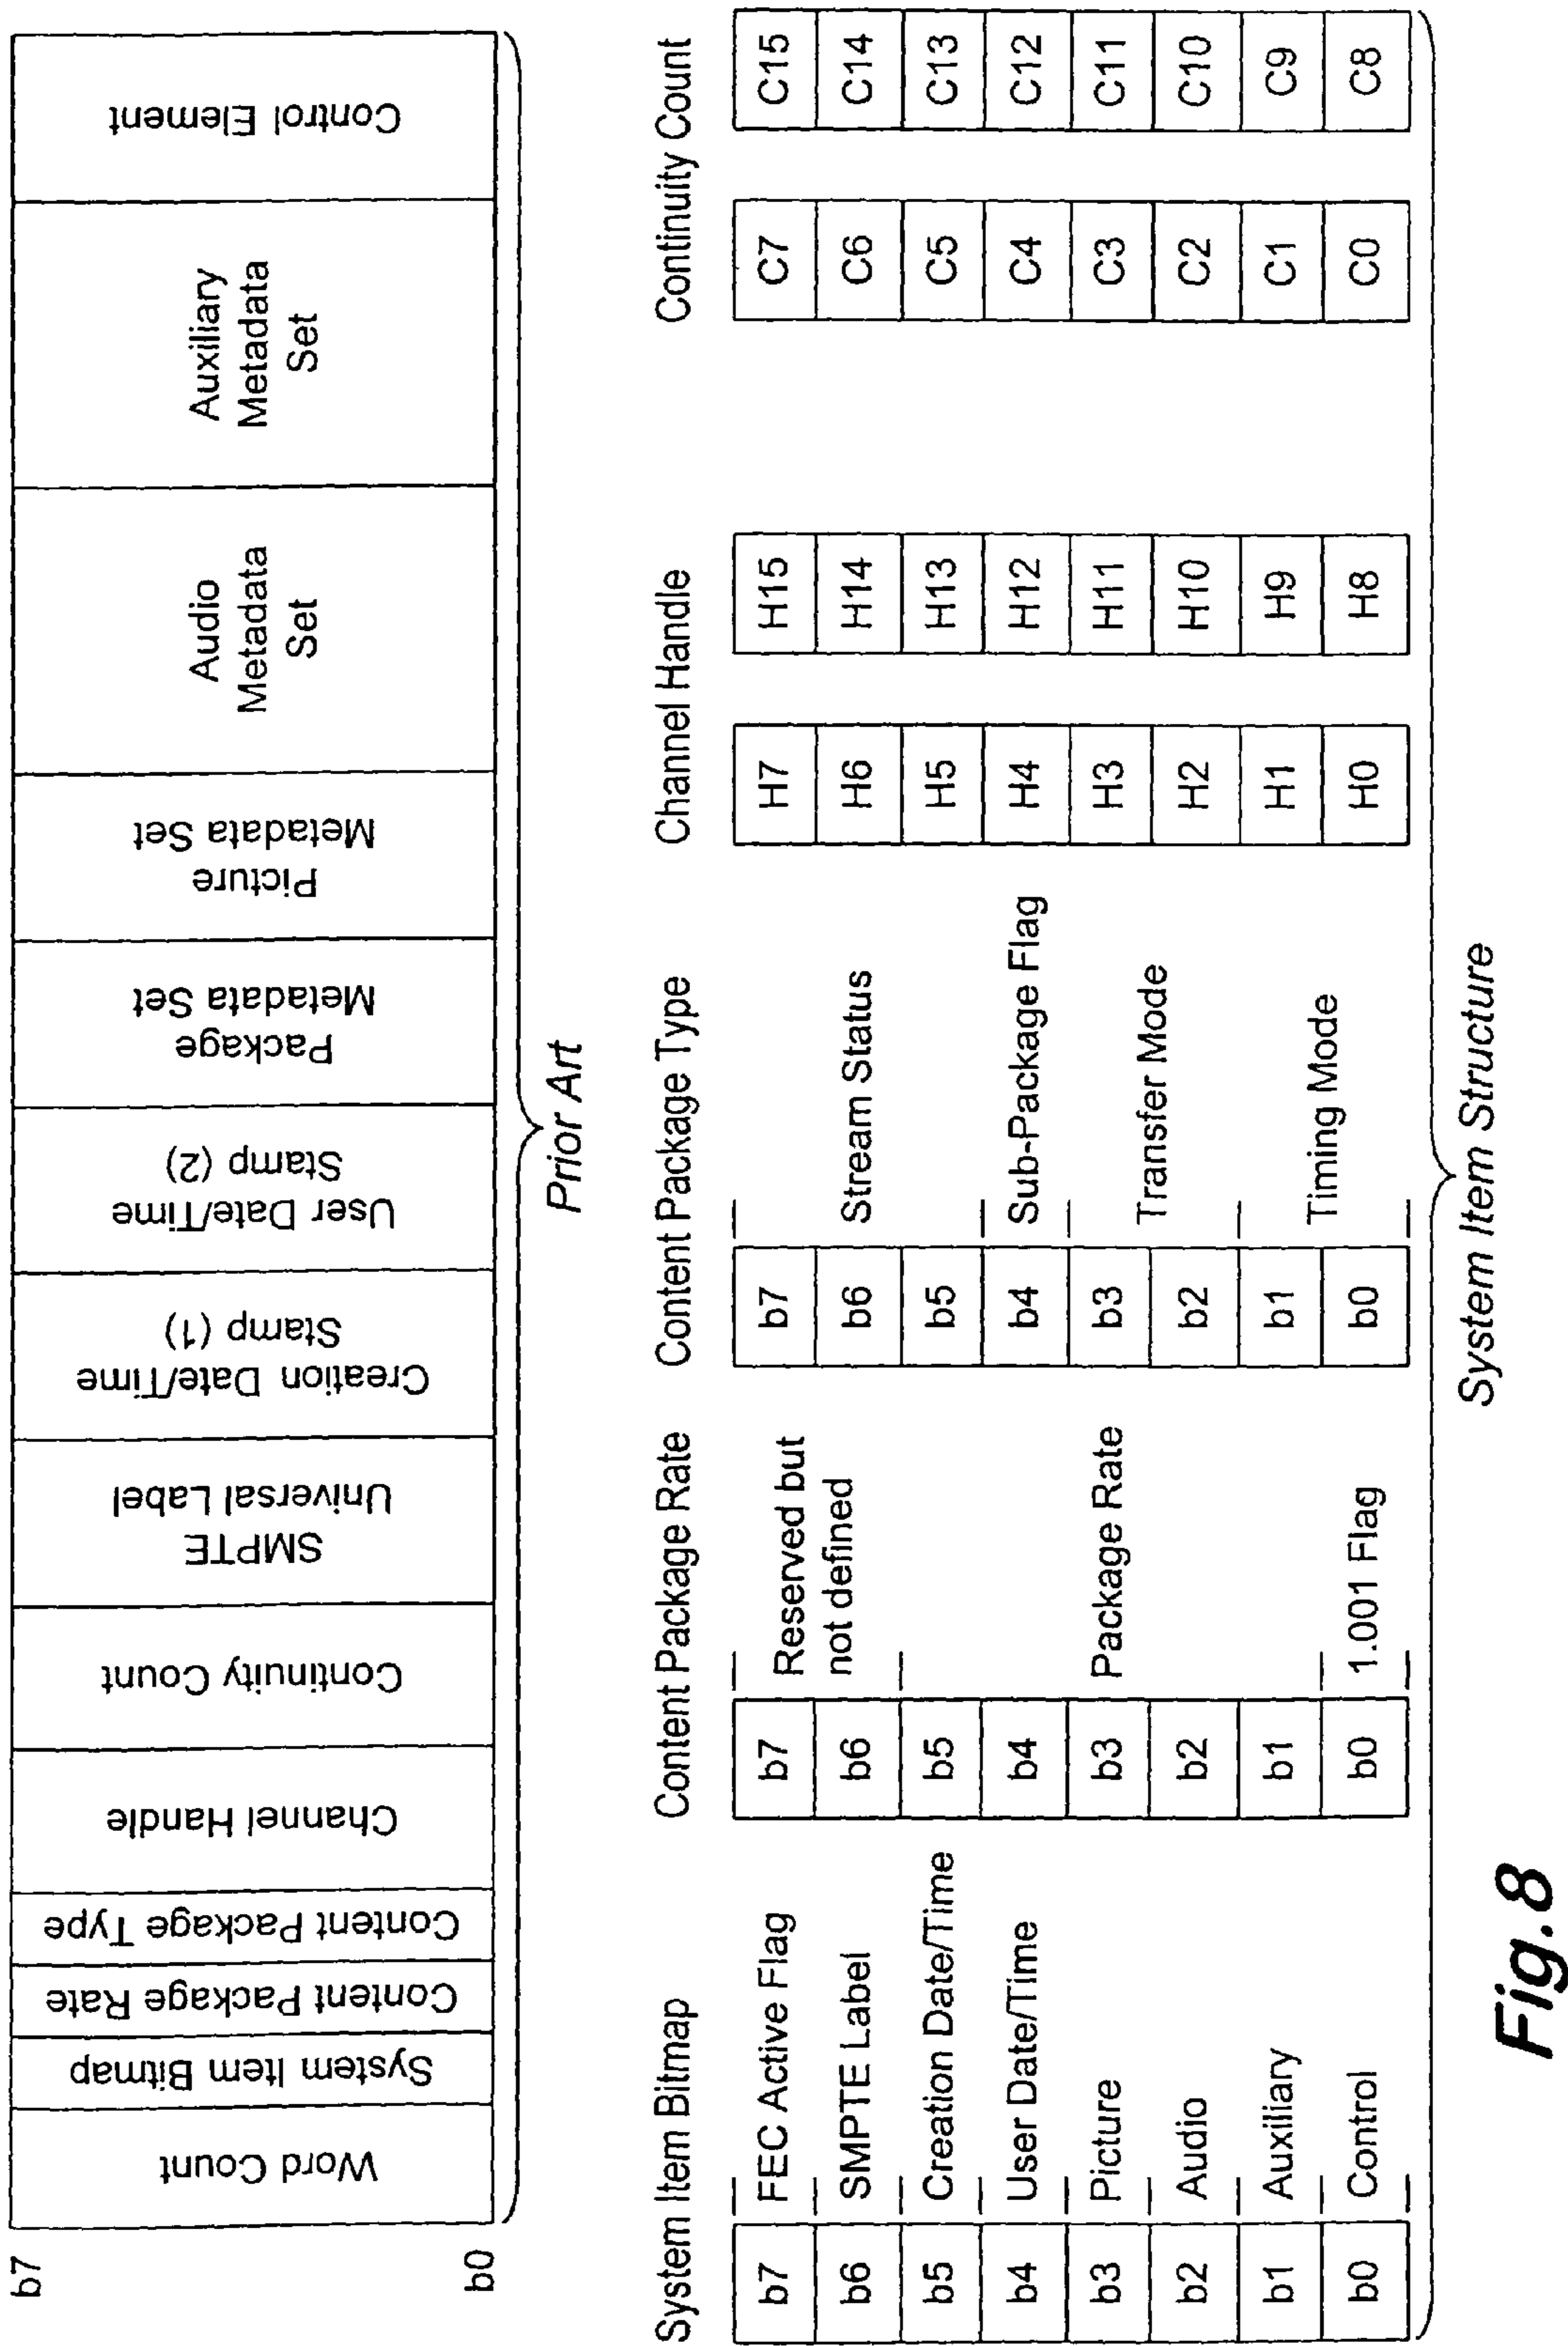 b7
b0
Word Count
System Item Bitmap
Content Package Rate
Content Package Type
Channel Handle
Continuity Count
SMPTE
Universal Label
Creation Date/Time
Stamp (1)
User Date/Time
Stamp (2)
Package
Metadata Set
Picture
Metadata Set
Audio
Metadata
Set
Auxiliary
Metadata
Set
Control Element
Prior Art
System Item Bitmap
b7 FEC Active Flag
b6 SMPTE Label
b5 Creation Date/Time
b4 User Date/Time
b3 Picture
b2 Audio
b1 Auxiliary
b0 Control
Content Package Rate
b7 Reserved but
b6 not defined
b5
b4
b3 Package Rate
b2
b1
b0 1.001 Flag
Content Package Type
b7
b6 Stream Status
b5
b4 Sub-Package Flag
b3
Transfer Mode
b2
b1
Timing Mode
b0
Channel Handle
H7 H15
H6 H14
H5 H13
H4 H12
H3 H11
H2 H10
H1 H9
H0 H8
Continuity Count
C7 C15
C6 C14
C5 C13
C4 C12
C3 C11
C2 C10
C1 C9
C0 C8
System Item Structure
Fig.8